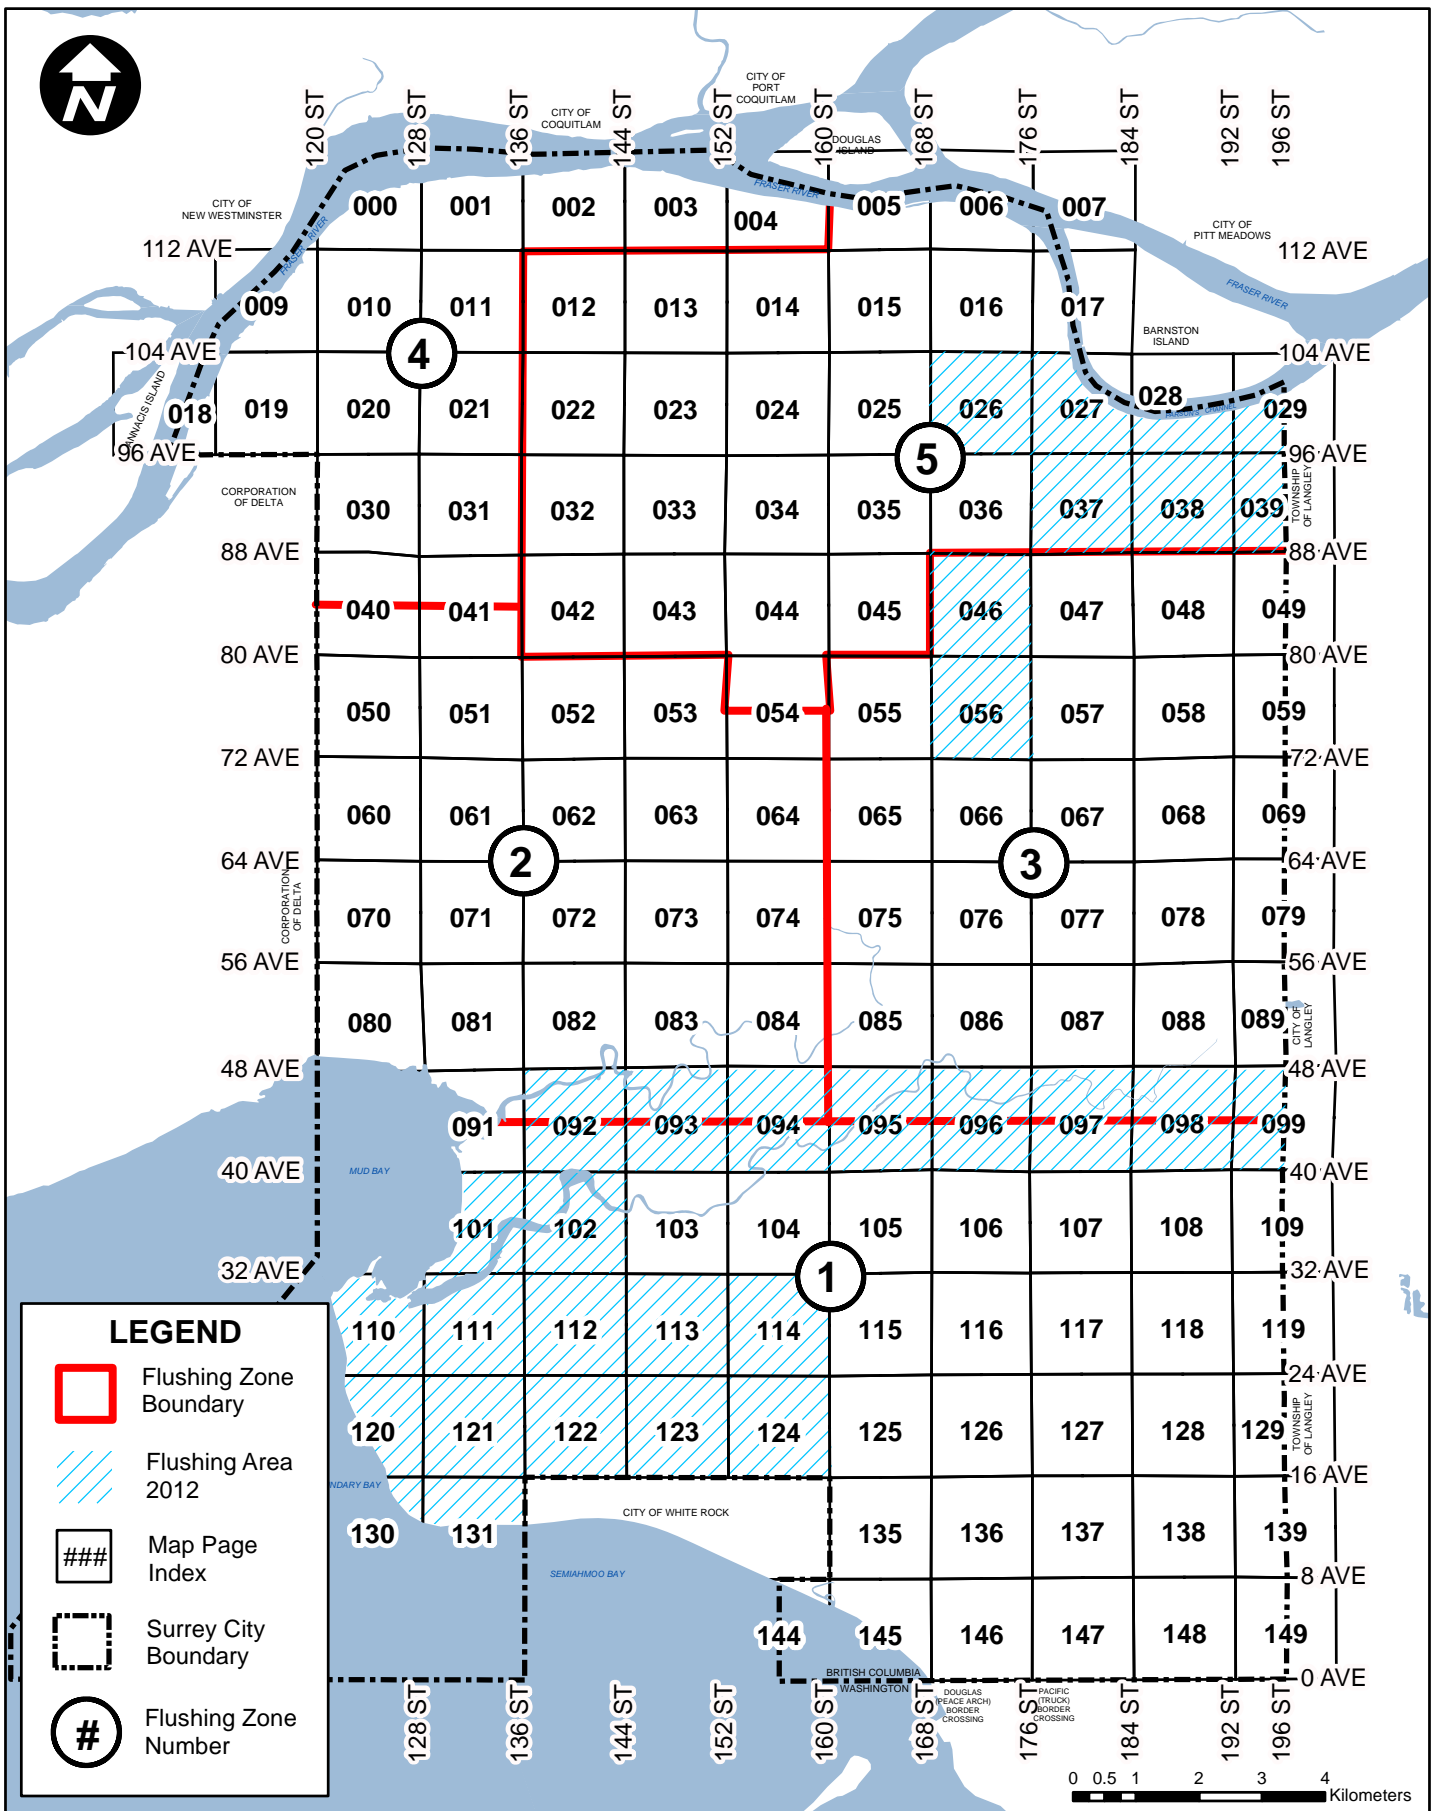 N
120 ST
128 ST
136 ST
144 ST
152 ST
160 ST
168 ST
176 ST
184 ST
192 ST
196 ST
CITY OF
COQUITLAM
CITY OF
PORT
COQUITLAM
DOUGLAS
ISLAND
CITY OF
NEW WESTMINSTER
CITY OF
PITT MEADOWS
FRASER RIVER
FRASER RIVER
FRASER RIVER
000 001 002 003 004 005 006 007
112 AVE
112 AVE
009 010 011 012 013 014 015 016 017
BARNSTON
ISLAND
104 AVE
104 AVE
4
ANNACIS ISLAND
018 019 020 021 022 023 024 025 026 027 028 029
PARSONS CHANNEL
96 AVE
96 AVE
5
CORPORATION
OF DELTA
TOWNSHIP
OF LANGLEY
030 031 032 033 034 035 036 037 038 039
88 AVE
88 AVE
040 041 042 043 044 045 046 047 048 049
80 AVE
80 AVE
050 051 052 053 054 055 056 057 058 059
72 AVE
72 AVE
060 061 062 063 064 065 066 067 068 069
64 AVE
64 AVE
2
3
CORPORATION
OF DELTA
070 071 072 073 074 075 076 077 078 079
56 AVE
56 AVE
080 081 082 083 084 085 086 087 088 089
CITY OF
LANGLEY
48 AVE
48 AVE
091 092 093 094 095 096 097 098 099
40 AVE
40 AVE
MUD BAY
101 102 103 104 105 106 107 108 109
32 AVE
32 AVE
1
110 111 112 113 114 115 116 117 118 119
24 AVE
120 121 122 123 124 125 126 127 128 129
TOWNSHIP
OF LANGLEY
16 AVE
NDARY BAY
CITY OF WHITE ROCK
130 131 135 136 137 138 139
SEMIAHMOO BAY
8 AVE
144 145 146 147 148 149
BRITISH COLUMBIA
WASHINGTON
0 AVE
DOUGLAS
(PEACE ARCH)
BORDER
CROSSING
PACIFIC
(TRUCK)
BORDER
CROSSING
128 ST
136 ST
144 ST
152 ST
160 ST
168 ST
176 ST
184 ST
192 ST
196 ST
LEGEND
Flushing Zone
Boundary
Flushing Area
2012
###
Map Page
Index
Surrey City
Boundary
#
Flushing Zone
Number
0 0.5 1 2 3 4
Kilometers